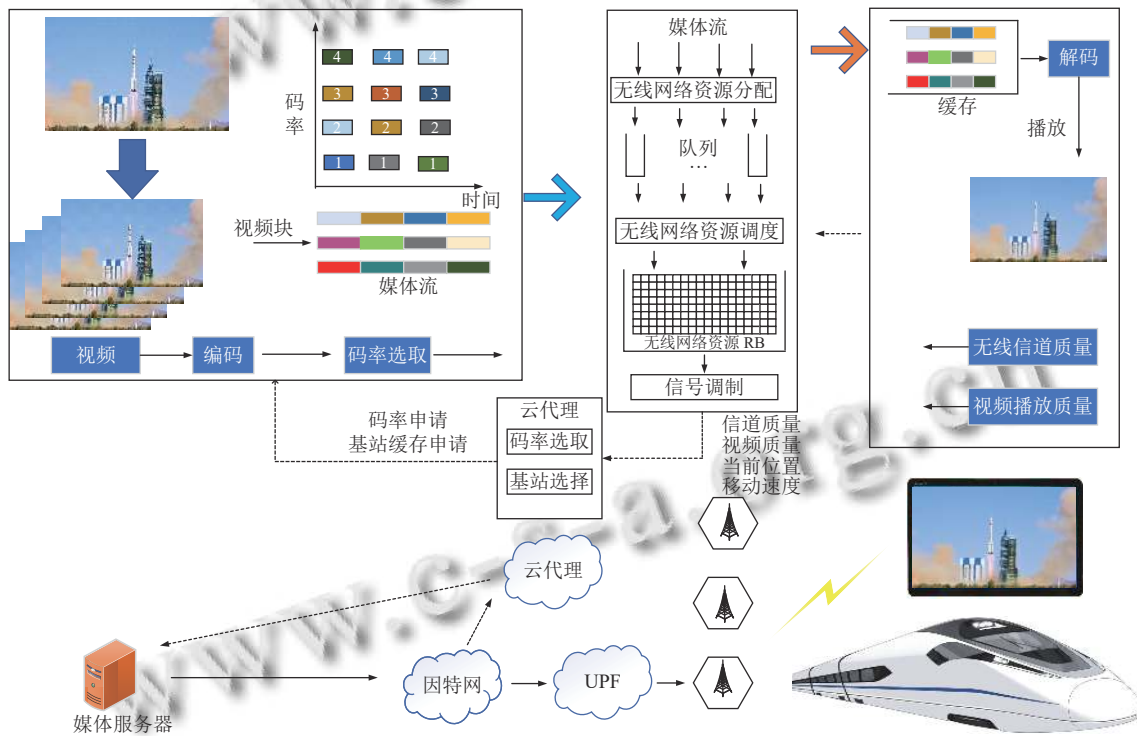 码率
4 4 4
3 3 3
2 2 2
1 1 1
时间
视频块
媒体流
视频
编码
码率选取
媒体流
无线网络资源分配
队列
…
无线网络资源调度
无线网络资源 RB
信号调制
缓存
解码
播放
无线信道质量
视频播放质量
码率申请
基站缓存申请
云代理
码率选取
基站选择
信道质量
视频质量
当前位置
移动速度
云代理
因特网
UPF
媒体服务器
www.c-s-a.org.cn